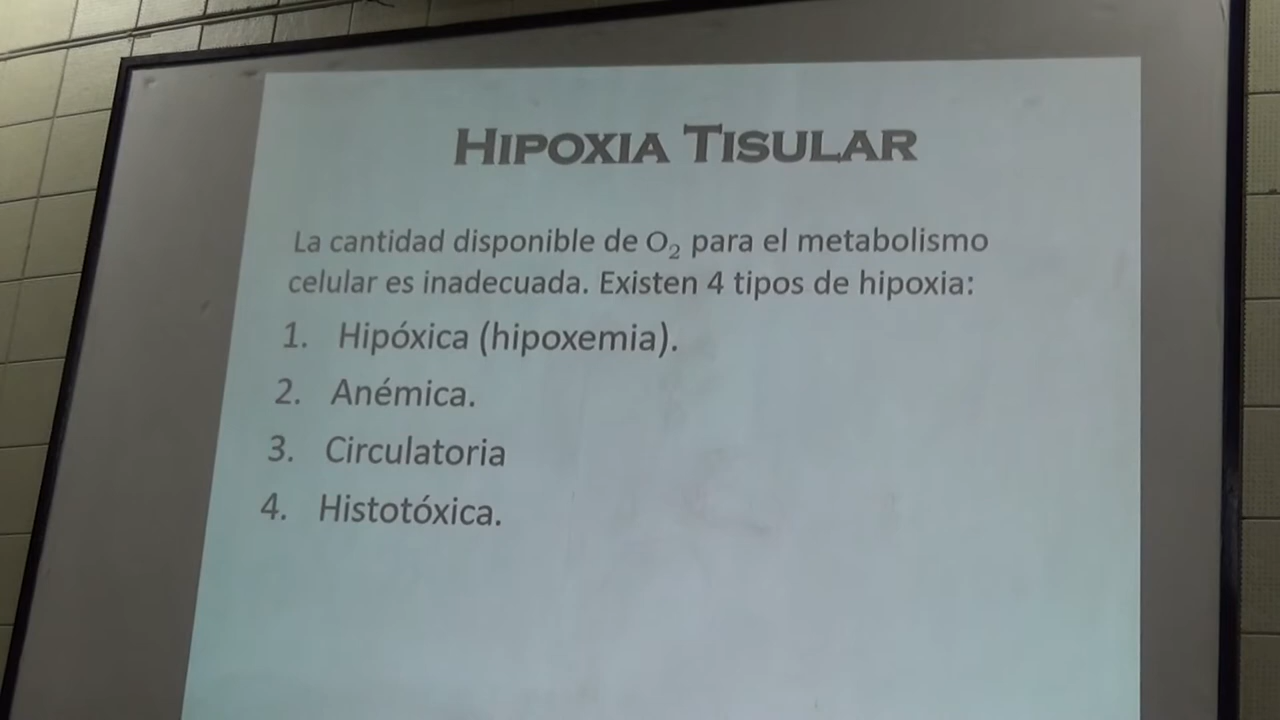 HIPOXIA TISULAR
La cantidad disponible de O₂ para el metabolismo
celular es inadecuada. Existen 4 tipos de hipoxia:
1. Hipóxica (hipoxemia).
2. Anémica.
3. Circulatoria
4. Histotóxica.